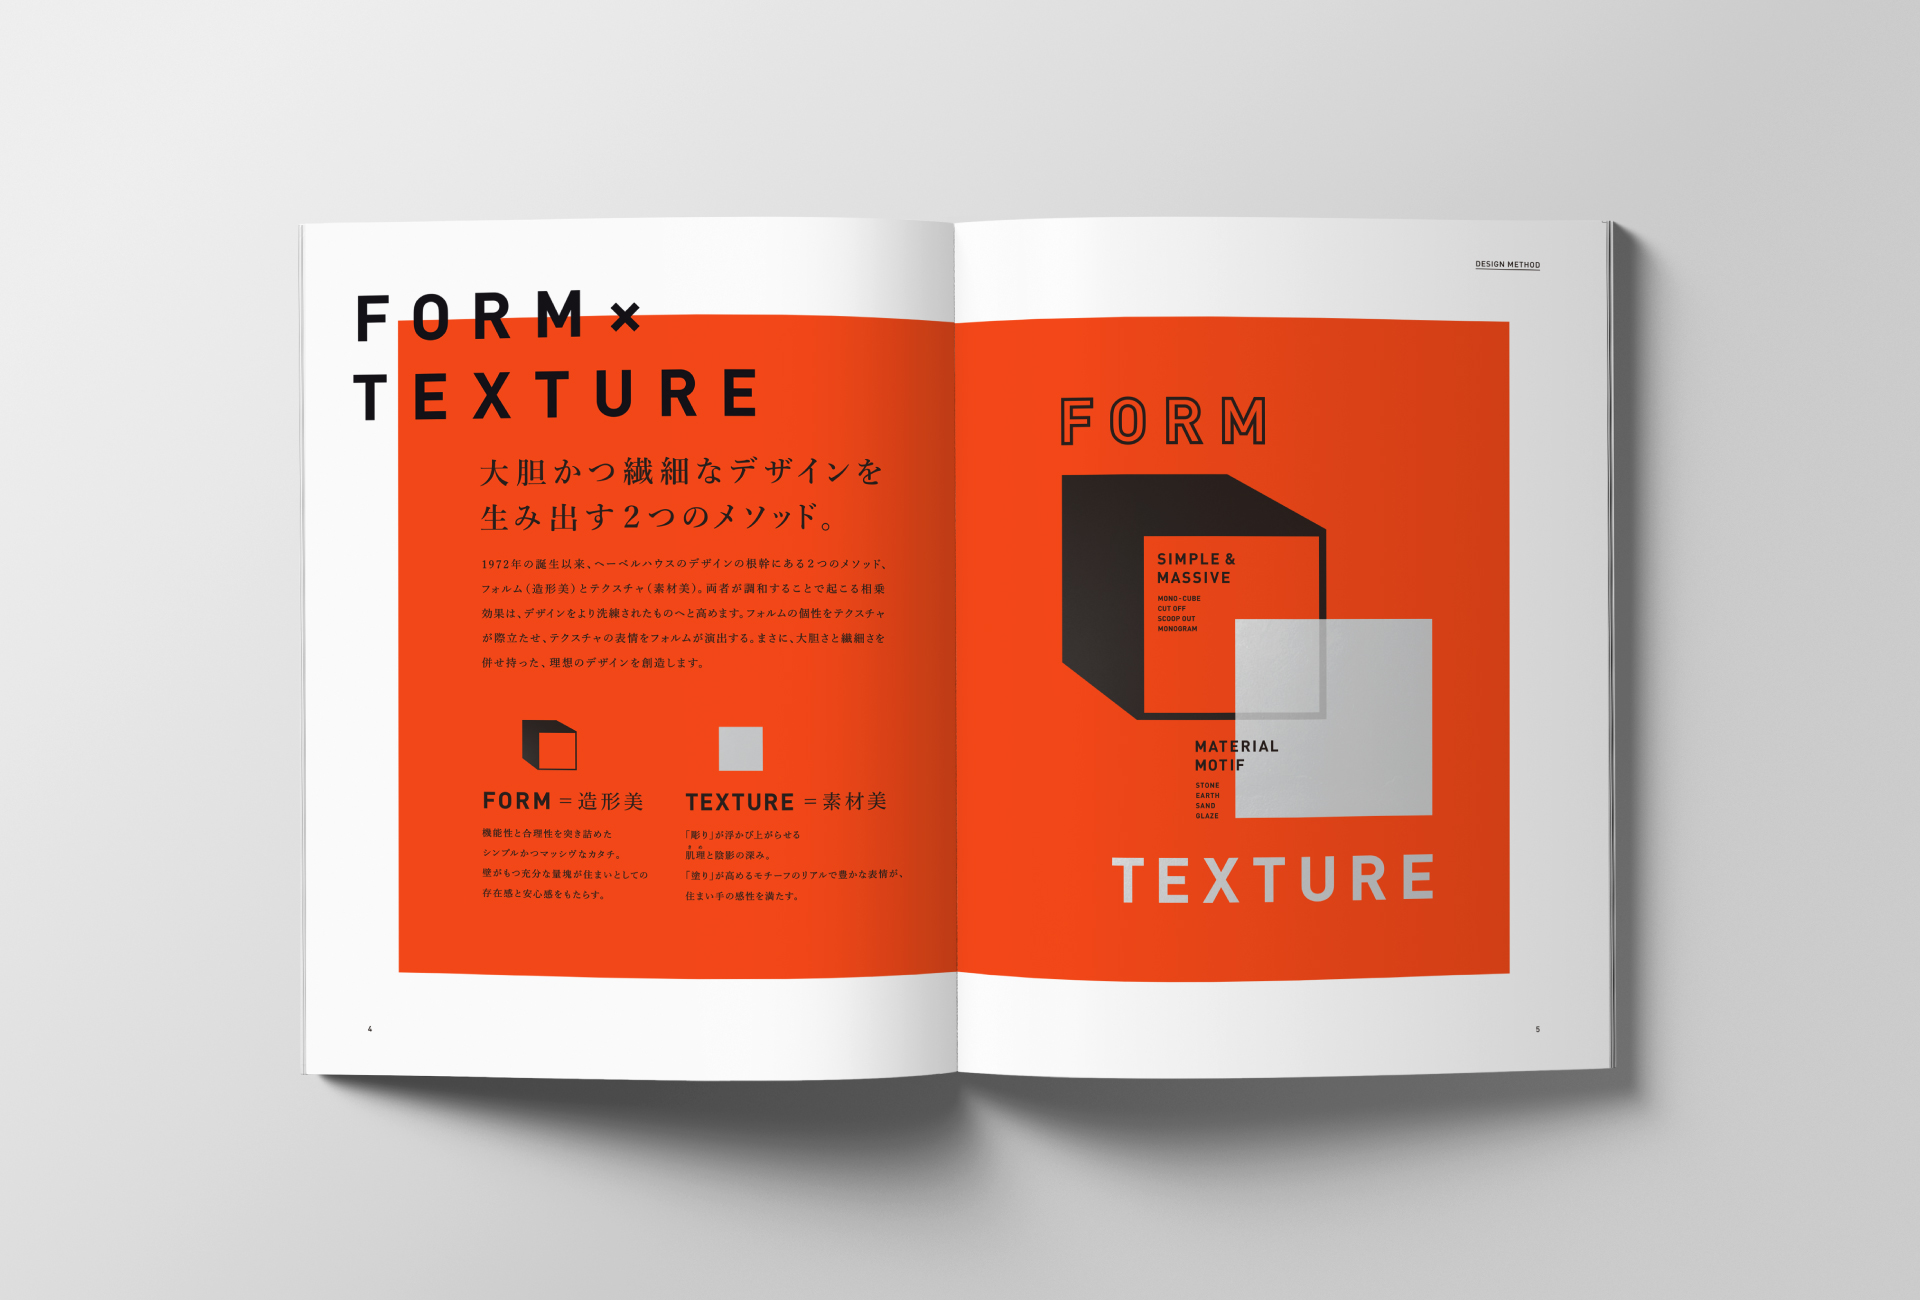 FORM×
TEXTURE
大胆かつ繊細なデザインを
生み出す2つのメソッド。
1972年の誕生以来、ヘーベルハウスのデザインの根幹にある2つのメソッド、
フォルム(造形美)とテクスチャ(素材美)。両者が調和することで起こる相乗
効果は、デザインをより洗練されたものへと高めます。フォルムの個性をテクスチャ
が際立たせ、テクスチャの表情をフォルムが演出する。まさに、大胆さと繊細さを
併せ持った、理想のデザインを創造します。
FORM=造形美
機能性と合理性を突き詰めた
シンプルかつマッシヴなカタチ。
壁がもつ充分な量塊が住まいとしての
存在感と安心感をもたらす。
TEXTURE=素材美
「彫り」が浮かび上がらせる
きめ
肌理と陰影の深み。
「塗り」が高めるモチーフのリアルで豊かな表情が、
住まい手の感性を満たす。
4
DESIGN METHOD
FORM
SIMPLE &
MASSIVE
MONO-CUBE
CUT OFF
SCOOP OUT
MONOGRAM
MATERIAL
MOTIF
STONE
EARTH
SAND
GLAZE
TEXTURE
5